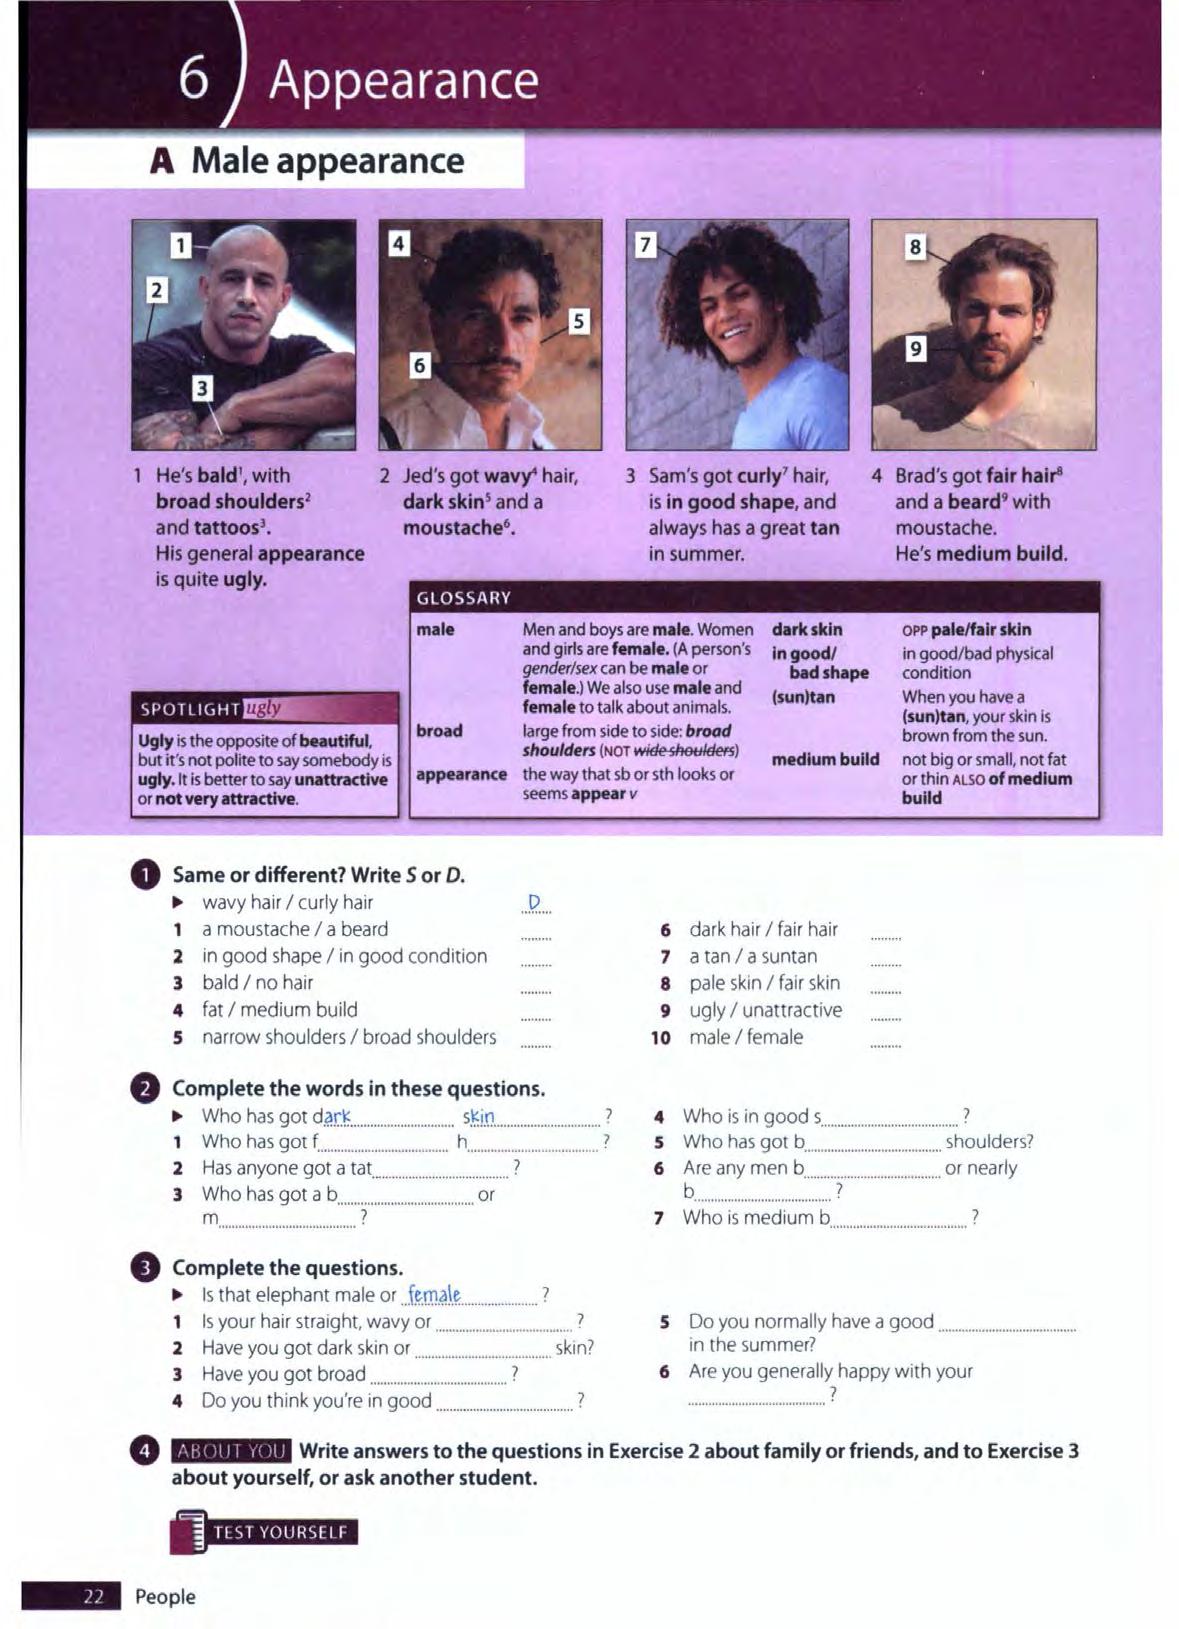 6 Appearance
A Male appearance
1
2
3
4
5
6
7
8
9
1 He's bald¹, with
broad shoulders²
and tattoos³.
His general appearance
is quite ugly.
2 Jed's got wavy⁴ hair,
dark skin⁵ and a
moustache⁶.
3 Sam's got curly⁷ hair,
is in good shape, and
always has a great tan
in summer.
4 Brad's got fair hair⁸
and a beard⁹ with
moustache.
He's medium build.
SPOTLIGHT ugly
Ugly is the opposite of beautiful,
but it's not polite to say somebody is
ugly. It is better to say unattractive
or not very attractive.
GLOSSARY
male Men and boys are male. Women
and girls are female. (A person's
gender/sex can be male or
female.) We also use male and
female to talk about animals.
broad large from side to side: broad
shoulders (NOT wide shoulders)
appearance the way that sb or sth looks or
seems appear v
dark skin OPP pale/fair skin
in good/ in good/bad physical
bad shape condition
(sun)tan When you have a
(sun)tan, your skin is
brown from the sun.
medium build not big or small, not fat
or thin ALSO of medium
build
1 Same or different? Write S or D.
▶ wavy hair / curly hair D
1 a moustache / a beard ........
2 in good shape / in good condition ........
3 bald / no hair ........
4 fat / medium build ........
5 narrow shoulders / broad shoulders ........
6 dark hair / fair hair ........
7 a tan / a suntan ........
8 pale skin / fair skin ........
9 ugly / unattractive ........
10 male / female ........
2 Complete the words in these questions.
▶ Who has got dark........ skin........ ?
1 Who has got f........ h........ ?
2 Has anyone got a tat........ ?
3 Who has got a b........ or
m........ ?
4 Who is in good s........ ?
5 Who has got b........ shoulders?
6 Are any men b........ or nearly
b........ ?
7 Who is medium b........ ?
3 Complete the questions.
▶ Is that elephant male or female........ ?
1 Is your hair straight, wavy or ........ ?
2 Have you got dark skin or ........ skin?
3 Have you got broad ........ ?
4 Do you think you're in good ........ ?
5 Do you normally have a good ........
in the summer?
6 Are you generally happy with your
........ ?
4 ABOUT YOU Write answers to the questions in Exercise 2 about family or friends, and to Exercise 3
about yourself, or ask another student.
TEST YOURSELF
22 People